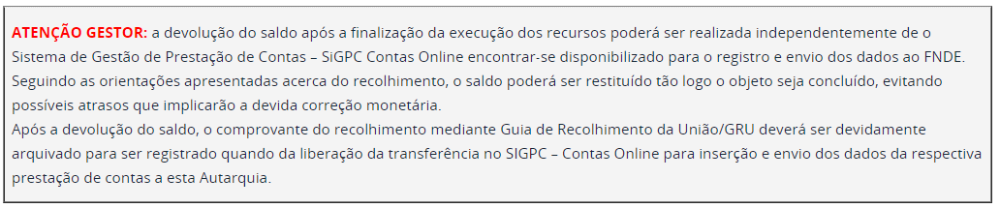 ATENÇÃO GESTOR: a devolução do saldo após a finalização da execução dos recursos poderá ser realizada independentemente de o
Sistema de Gestão de Prestação de Contas – SiGPC Contas Online encontrar-se disponibilizado para o registro e envio dos dados ao FNDE.
Seguindo as orientações apresentadas acerca do recolhimento, o saldo poderá ser restituído tão logo o objeto seja concluído, evitando
possíveis atrasos que implicarão a devida correção monetária.
Após a devolução do saldo, o comprovante do recolhimento mediante Guia de Recolhimento da União/GRU deverá ser devidamente
arquivado para ser registrado quando da liberação da transferência no SIGPC – Contas Online para inserção e envio dos dados da respectiva
prestação de contas a esta Autarquia.